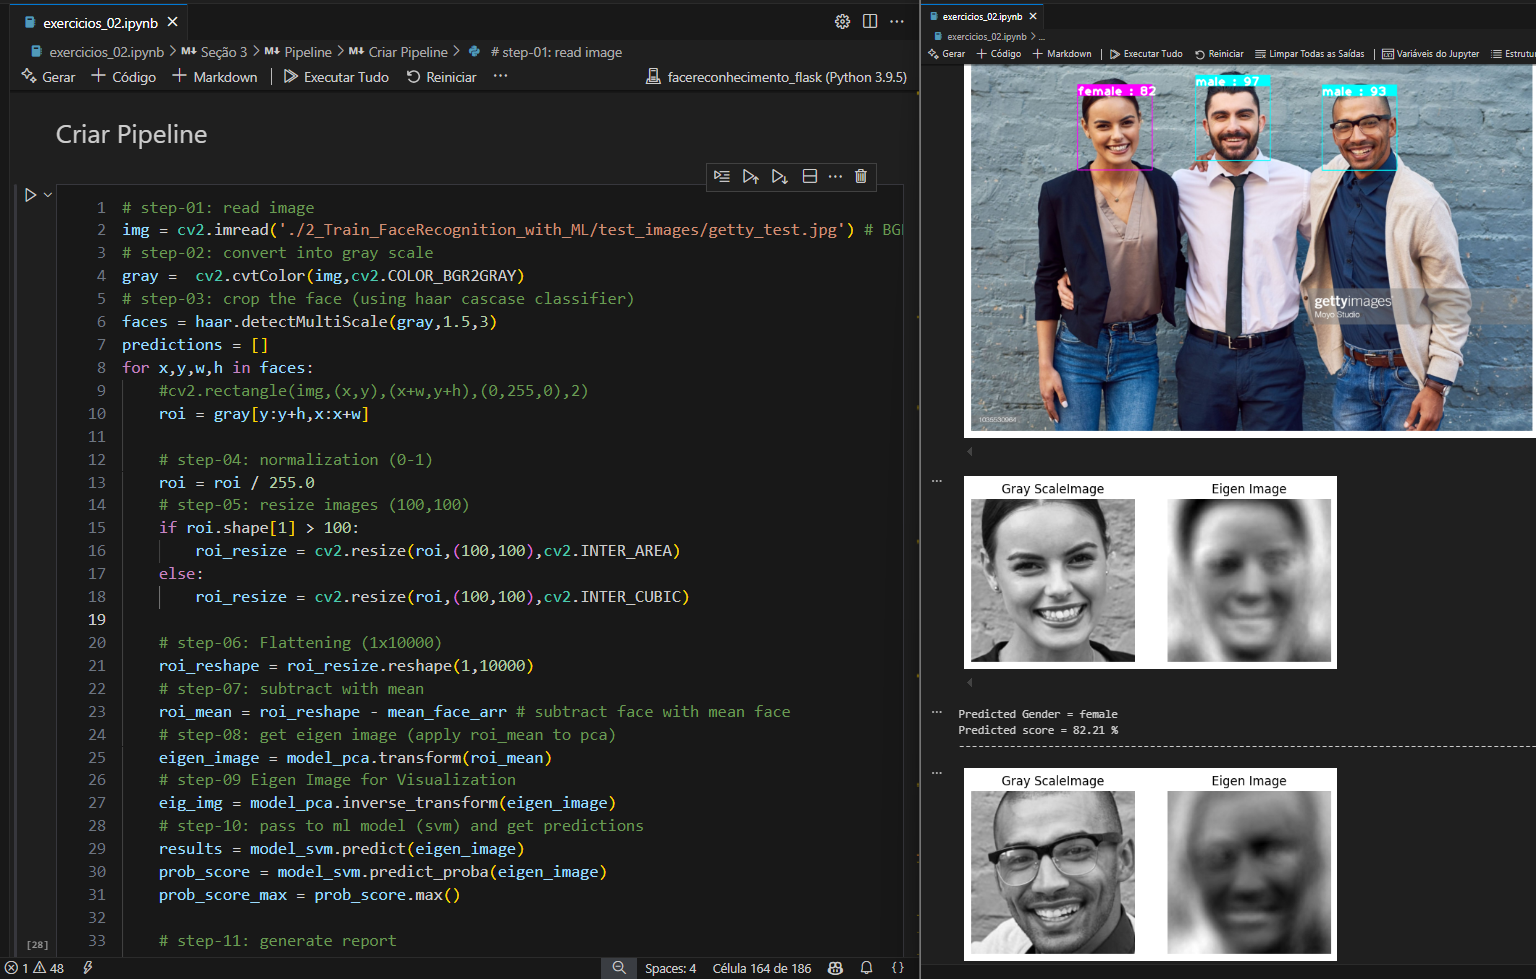 exercicios_02.ipynb
exercicios_02.ipynb > M↓ Seção 3 > M↓ Pipeline > M↓ Criar Pipeline > # step-01: read image
Gerar + Código + Markdown | Executar Tudo Reiniciar ··· facereconhecimento_flask (Python 3.9.5)
Criar Pipeline
1 # step-01: read image
2 img = cv2.imread('./2_Train_FaceRecognition_with_ML/test_images/getty_test.jpg') # BG
3 # step-02: convert into gray scale
4 gray =  cv2.cvtColor(img,cv2.COLOR_BGR2GRAY)
5 # step-03: crop the face (using haar cascase classifier)
6 faces = haar.detectMultiScale(gray,1.5,3)
7 predictions = []
8 for x,y,w,h in faces:
9     #cv2.rectangle(img,(x,y),(x+w,y+h),(0,255,0),2)
10     roi = gray[y:y+h,x:x+w]
11
12     # step-04: normalization (0-1)
13     roi = roi / 255.0
14     # step-05: resize images (100,100)
15     if roi.shape[1] > 100:
16         roi_resize = cv2.resize(roi,(100,100),cv2.INTER_AREA)
17     else:
18         roi_resize = cv2.resize(roi,(100,100),cv2.INTER_CUBIC)
19
20     # step-06: Flattening (1x10000)
21     roi_reshape = roi_resize.reshape(1,10000)
22     # step-07: subtract with mean
23     roi_mean = roi_reshape - mean_face_arr # subtract face with mean face
24     # step-08: get eigen image (apply roi_mean to pca)
25     eigen_image = model_pca.transform(roi_mean)
26     # step-09 Eigen Image for Visualization
27     eig_img = model_pca.inverse_transform(eigen_image)
28     # step-10: pass to ml model (svm) and get predictions
29     results = model_svm.predict(eigen_image)
30     prob_score = model_svm.predict_proba(eigen_image)
31     prob_score_max = prob_score.max()
32
33     # step-11: generate report
[28]
1 48 Spaces: 4 Célula 164 de 186 {}
exercicios_02.ipynb
exercicios_02.ipynb > ...
Gerar + Código + Markdown | Executar Tudo Reiniciar Limpar Todas as Saídas | Variáveis do Jupyter Estrutu
female : 82
male : 97
male : 93
gettyimages
Moyo Studio
Gray ScaleImage Eigen Image
Predicted Gender = female
Predicted score = 82.21 %
Gray ScaleImage Eigen Image